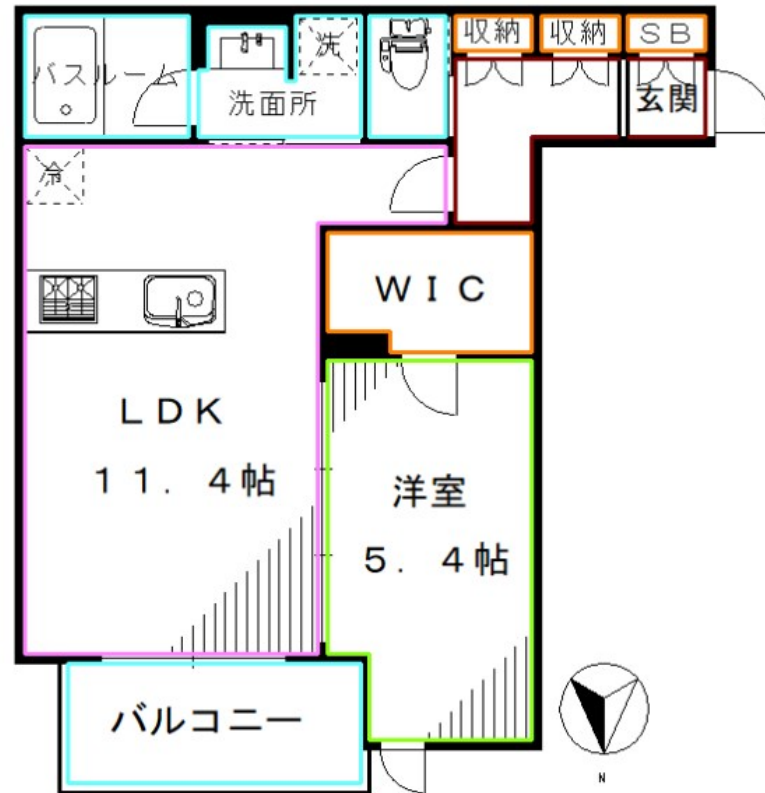 バスルーム
洗
洗面所
収納
収納
SB
玄関
冷
WIC
LDK
11.4帖
洋室
5.4帖
バルコニー
N